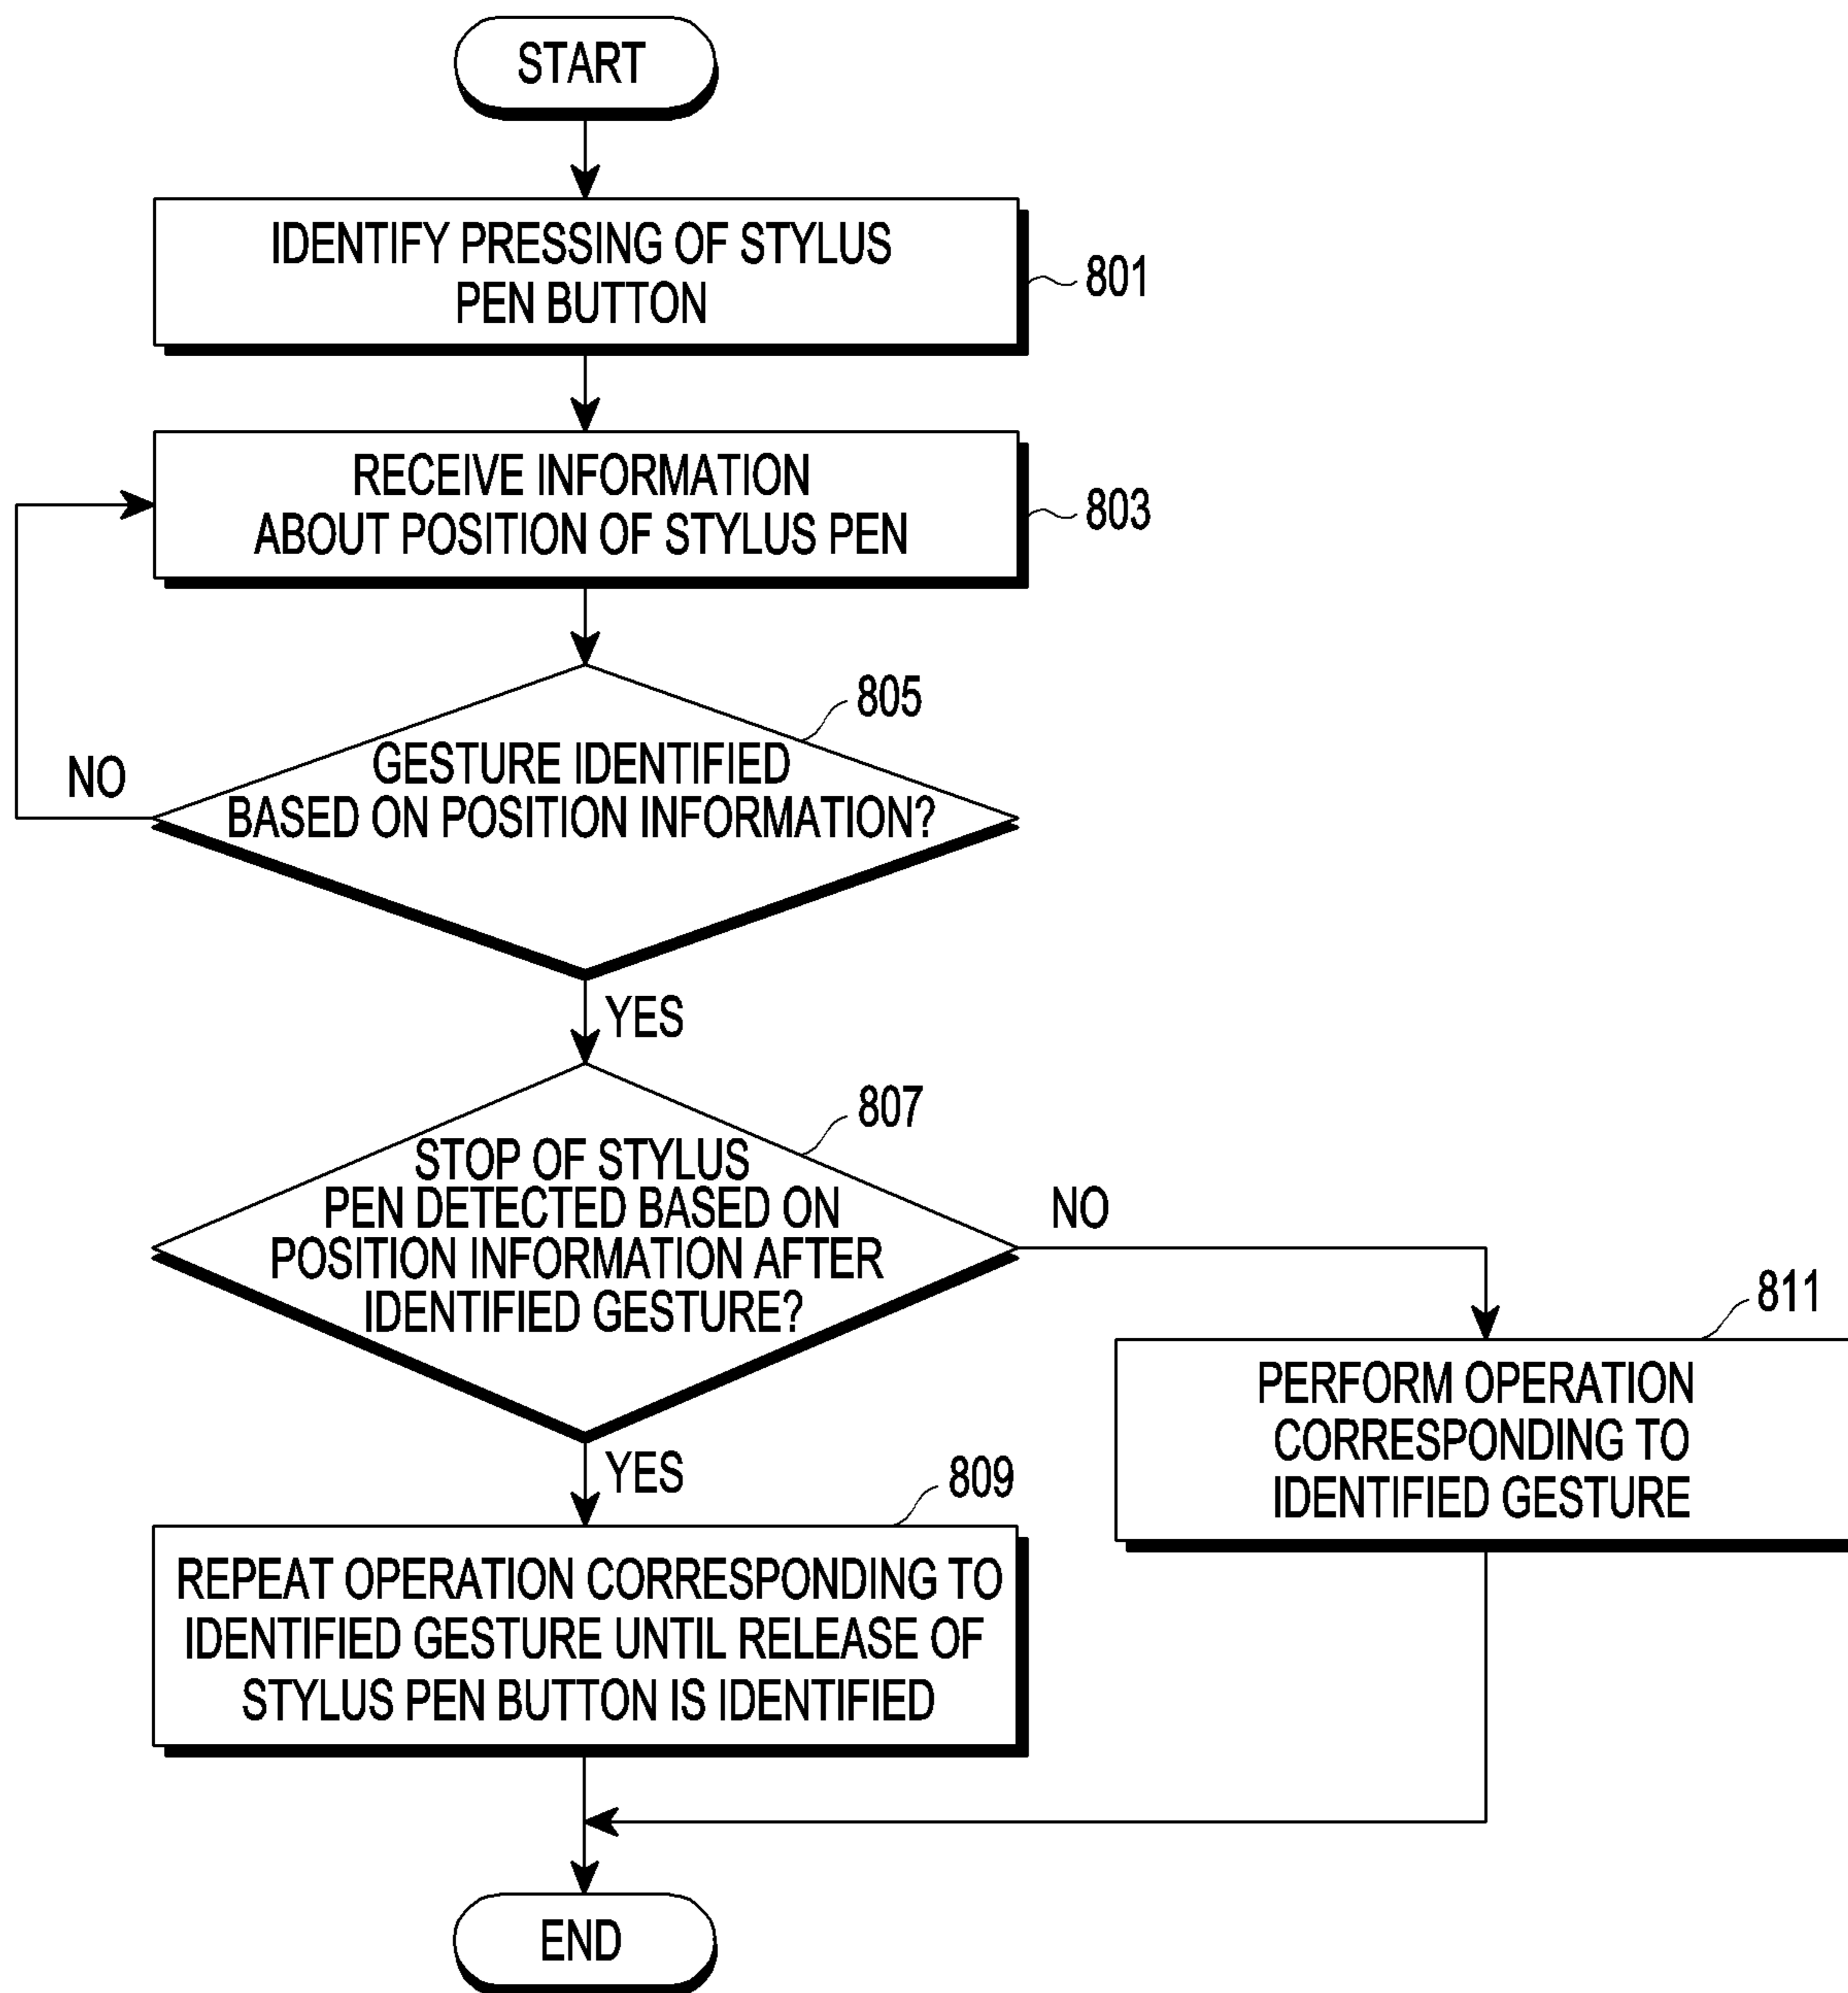 START
IDENTIFY PRESSING OF STYLUS
PEN BUTTON
801
RECEIVE INFORMATION
ABOUT POSITION OF STYLUS PEN
803
805
GESTURE IDENTIFIED
BASED ON POSITION INFORMATION?
NO
YES
807
STOP OF STYLUS
PEN DETECTED BASED ON
POSITION INFORMATION AFTER
IDENTIFIED GESTURE?
NO
811
PERFORM OPERATION
CORRESPONDING TO
IDENTIFIED GESTURE
YES
809
REPEAT OPERATION CORRESPONDING TO
IDENTIFIED GESTURE UNTIL RELEASE OF
STYLUS PEN BUTTON IS IDENTIFIED
END